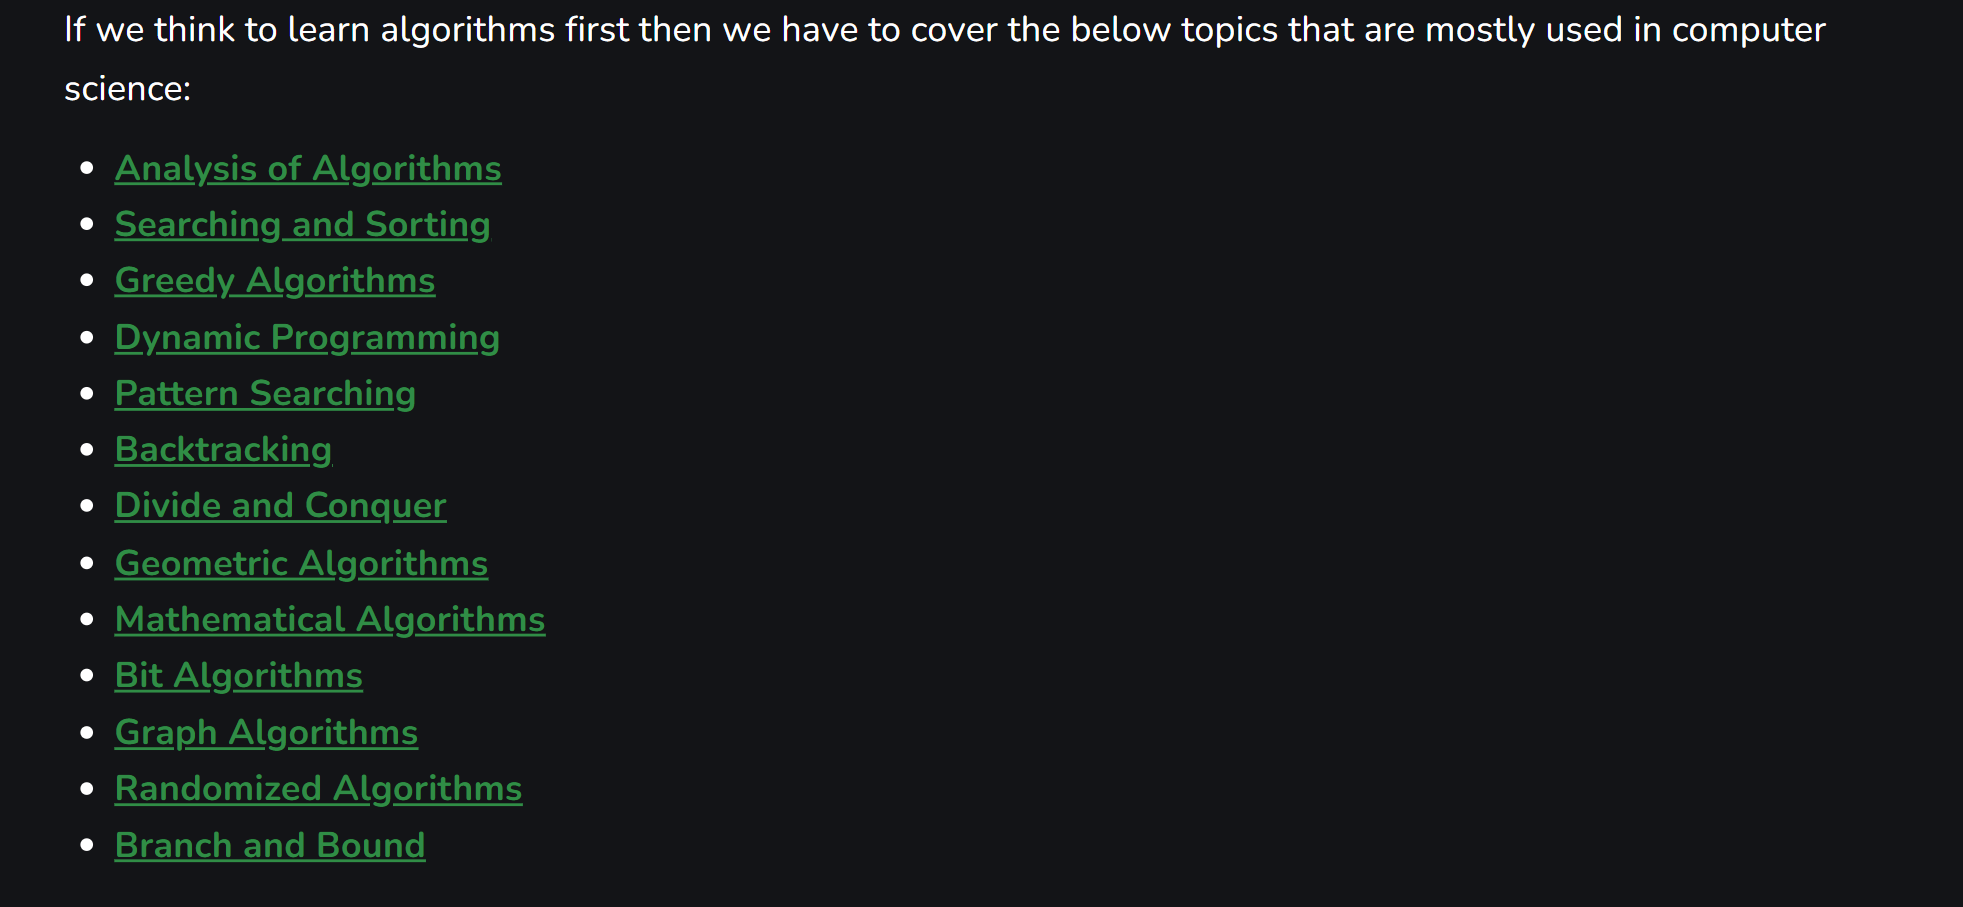 If we think to learn algorithms first then we have to cover the below topics that are mostly used in computer
science:
Analysis of Algorithms
Searching and Sorting
Greedy Algorithms
Dynamic Programming
Pattern Searching
Backtracking
Divide and Conquer
Geometric Algorithms
Mathematical Algorithms
Bit Algorithms
Graph Algorithms
Randomized Algorithms
Branch and Bound